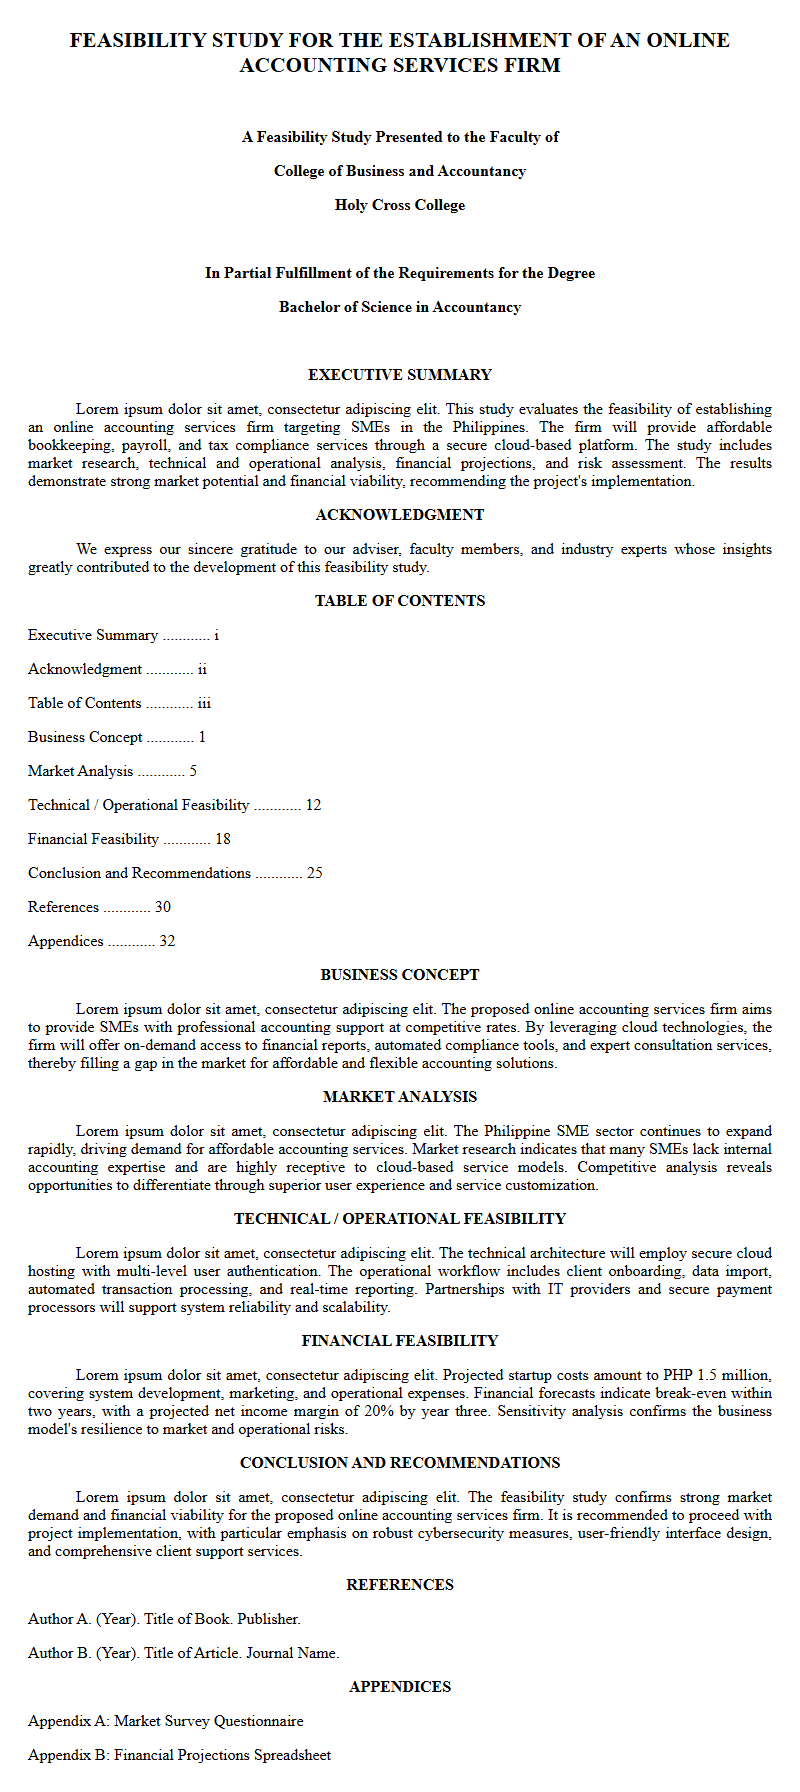 FEASIBILITY STUDY FOR THE ESTABLISHMENT OF AN ONLINE
ACCOUNTING SERVICES FIRM
A Feasibility Study Presented to the Faculty of
College of Business and Accountancy
Holy Cross College
In Partial Fulfillment of the Requirements for the Degree
Bachelor of Science in Accountancy
EXECUTIVE SUMMARY
Lorem ipsum dolor sit amet, consectetur adipiscing elit. This study evaluates the feasibility of establishing
an online accounting services firm targeting SMEs in the Philippines. The firm will provide affordable
bookkeeping, payroll, and tax compliance services through a secure cloud-based platform. The study includes
market research, technical and operational analysis, financial projections, and risk assessment. The results
demonstrate strong market potential and financial viability, recommending the project's implementation.
ACKNOWLEDGMENT
We express our sincere gratitude to our adviser, faculty members, and industry experts whose insights
greatly contributed to the development of this feasibility study.
TABLE OF CONTENTS
Executive Summary ............ i
Acknowledgment ............ ii
Table of Contents ............ iii
Business Concept ............ 1
Market Analysis ............ 5
Technical / Operational Feasibility ............ 12
Financial Feasibility ............ 18
Conclusion and Recommendations ............ 25
References ............ 30
Appendices ............ 32
BUSINESS CONCEPT
Lorem ipsum dolor sit amet, consectetur adipiscing elit. The proposed online accounting services firm aims
to provide SMEs with professional accounting support at competitive rates. By leveraging cloud technologies, the
firm will offer on-demand access to financial reports, automated compliance tools, and expert consultation services,
thereby filling a gap in the market for affordable and flexible accounting solutions.
MARKET ANALYSIS
Lorem ipsum dolor sit amet, consectetur adipiscing elit. The Philippine SME sector continues to expand
rapidly, driving demand for affordable accounting services. Market research indicates that many SMEs lack internal
accounting expertise and are highly receptive to cloud-based service models. Competitive analysis reveals
opportunities to differentiate through superior user experience and service customization.
TECHNICAL / OPERATIONAL FEASIBILITY
Lorem ipsum dolor sit amet, consectetur adipiscing elit. The technical architecture will employ secure cloud
hosting with multi-level user authentication. The operational workflow includes client onboarding, data import,
automated transaction processing, and real-time reporting. Partnerships with IT providers and secure payment
processors will support system reliability and scalability.
FINANCIAL FEASIBILITY
Lorem ipsum dolor sit amet, consectetur adipiscing elit. Projected startup costs amount to PHP 1.5 million,
covering system development, marketing, and operational expenses. Financial forecasts indicate break-even within
two years, with a projected net income margin of 20% by year three. Sensitivity analysis confirms the business
model's resilience to market and operational risks.
CONCLUSION AND RECOMMENDATIONS
Lorem ipsum dolor sit amet, consectetur adipiscing elit. The feasibility study confirms strong market
demand and financial viability for the proposed online accounting services firm. It is recommended to proceed with
project implementation, with particular emphasis on robust cybersecurity measures, user-friendly interface design,
and comprehensive client support services.
REFERENCES
Author A. (Year). Title of Book. Publisher.
Author B. (Year). Title of Article. Journal Name.
APPENDICES
Appendix A: Market Survey Questionnaire
Appendix B: Financial Projections Spreadsheet